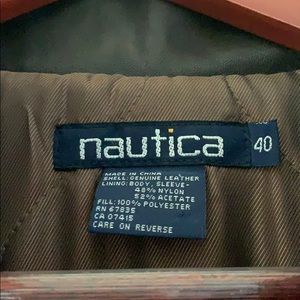 nautica
40
MADE IN CHINA
SHELL: GENUINE LEATHER
LINING: BODY, SLEEVE-
48% NYLON
52% ACETATE
FILL: 100% POLYESTER
RN 67835
CA 07415
CARE ON REVERSE